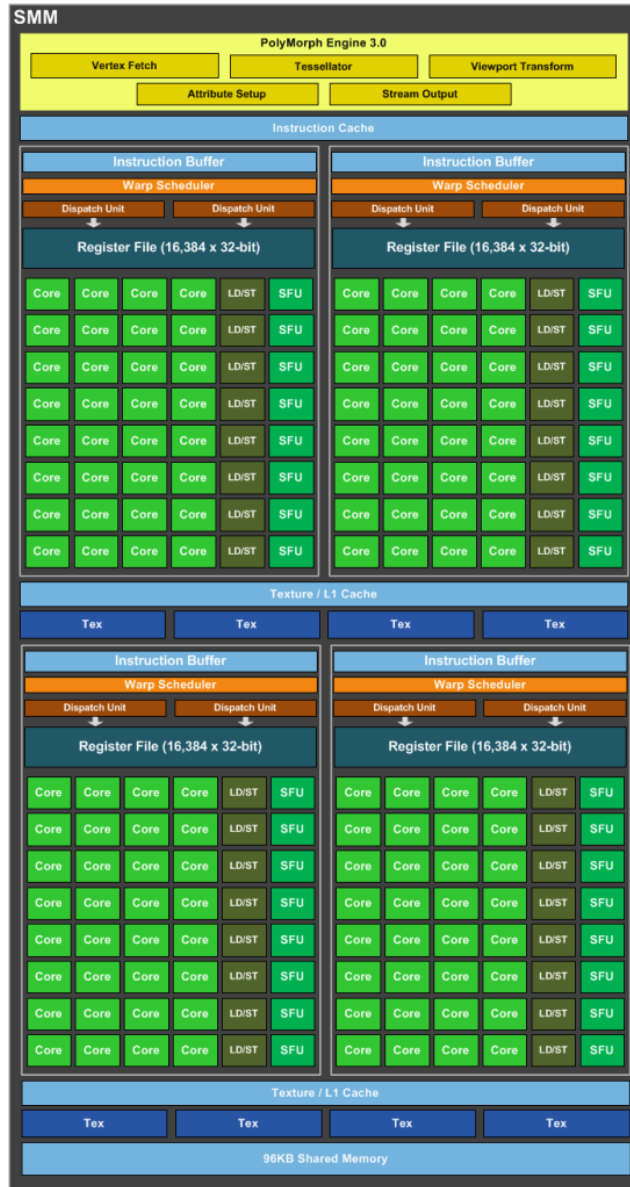 SMM
PolyMorph Engine 3.0
Vertex Fetch Tessellator Viewport Transform
Attribute Setup Stream Output
Instruction Cache
Instruction Buffer Instruction Buffer
Warp Scheduler Warp Scheduler
Dispatch Unit Dispatch Unit Dispatch Unit Dispatch Unit
Register File (16,384 x 32-bit) Register File (16,384 x 32-bit)
Core Core Core Core LD/ST SFU Core Core Core Core LD/ST SFU
Core Core Core Core LD/ST SFU Core Core Core Core LD/ST SFU
Core Core Core Core LD/ST SFU Core Core Core Core LD/ST SFU
Core Core Core Core LD/ST SFU Core Core Core Core LD/ST SFU
Core Core Core Core LD/ST SFU Core Core Core Core LD/ST SFU
Core Core Core Core LD/ST SFU Core Core Core Core LD/ST SFU
Core Core Core Core LD/ST SFU Core Core Core Core LD/ST SFU
Core Core Core Core LD/ST SFU Core Core Core Core LD/ST SFU
Texture / L1 Cache
Tex Tex Tex Tex
Instruction Buffer Instruction Buffer
Warp Scheduler Warp Scheduler
Dispatch Unit Dispatch Unit Dispatch Unit Dispatch Unit
Register File (16,384 x 32-bit) Register File (16,384 x 32-bit)
Core Core Core Core LD/ST SFU Core Core Core Core LD/ST SFU
Core Core Core Core LD/ST SFU Core Core Core Core LD/ST SFU
Core Core Core Core LD/ST SFU Core Core Core Core LD/ST SFU
Core Core Core Core LD/ST SFU Core Core Core Core LD/ST SFU
Core Core Core Core LD/ST SFU Core Core Core Core LD/ST SFU
Core Core Core Core LD/ST SFU Core Core Core Core LD/ST SFU
Core Core Core Core LD/ST SFU Core Core Core Core LD/ST SFU
Core Core Core Core LD/ST SFU Core Core Core Core LD/ST SFU
Texture / L1 Cache
Tex Tex Tex Tex
96KB Shared Memory